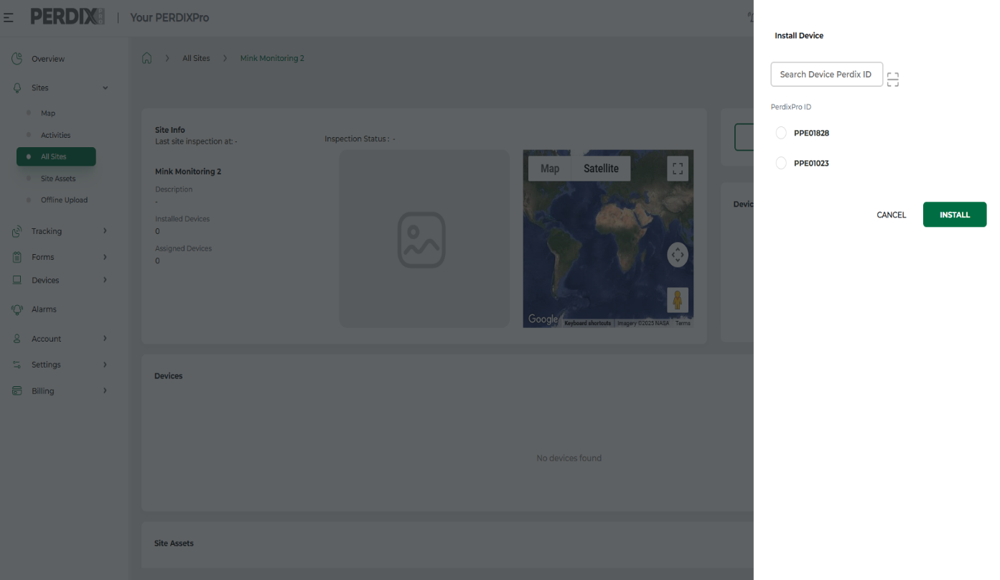 PERDIX
Your PERDIXPro
Overview
Sites
Map
Activities
All Sites
Site Assets
Offline Upload
Tracking
Forms
Devices
Alarms
Account
Settings
Billing
All Sites
Mink Monitoring 2
Site Info
Last site inspection at: -
Inspection Status : -
Mink Monitoring 2
Description
-
Installed Devices
0
Assigned Devices
0
Map
Satellite
Google
Keyboard shortcuts
Imagery ©2025 NASA
Terms
Devic
Devices
No devices found
Site Assets
Install Device
Search Device Perdix ID
PerdixPro ID
PPE01828
PPE01023
CANCEL
INSTALL